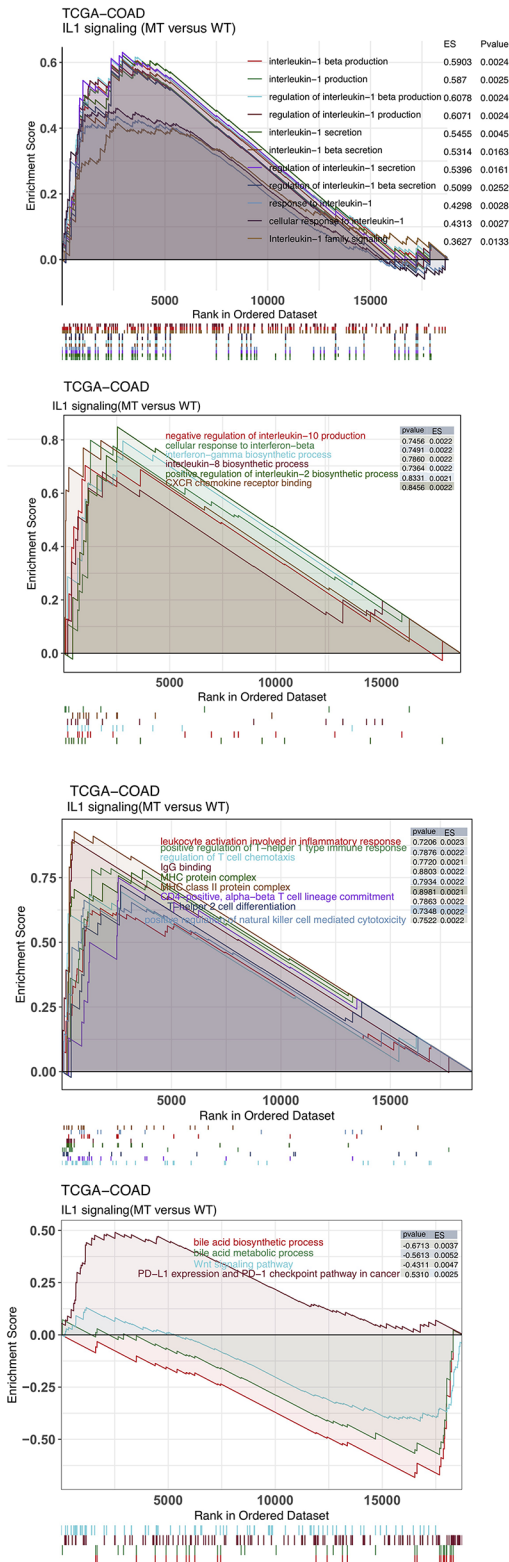 TCGA−COAD
IL1 signaling (MT versus WT)
ES Pvalue
interleukin−1 beta production 0.5903 0.0024
interleukin−1 production 0.587 0.0025
regulation of interleukin−1 beta production 0.6078 0.0024
regulation of interleukin−1 production 0.6071 0.0024
interleukin−1 secretion 0.5455 0.0045
interleukin−1 beta secretion 0.5314 0.0163
regulation of interleukin−1 secretion 0.5396 0.0161
regulation of interleukin−1 beta secretion 0.5099 0.0252
response to interleukin−1 0.4298 0.0028
cellular response to interleukin−1 0.4313 0.0027
Interleukin−1 family signaling 0.3627 0.0133
Enrichment Score
0.6
0.4
0.2
0.0
5000 10000 15000
Rank in Ordered Dataset
TCGA−COAD
IL1 signaling(MT versus WT)
pvalue ES
negative regulation of interleukin−10 production 0.7456 0.0022
cellular response to interferon−beta 0.7491 0.0022
interferon−gamma biosynthetic process 0.7860 0.0022
interleukin−8 biosynthetic process 0.7364 0.0022
positive regulation of interleukin−2 biosynthetic process 0.8331 0.0021
CXCR chemokine receptor binding 0.8456 0.0022
Enrichment Score
0.8
0.6
0.4
0.2
0.0
5000 10000 15000
Rank in Ordered Dataset
TCGA−COAD
IL1 signaling(MT versus WT)
pvalue ES
leukocyte activation involved in inflammatory response 0.7206 0.0023
positive regulation of T−helper 1 type immune response 0.7876 0.0022
regulation of T cell chemotaxis 0.7720 0.0021
IgG binding 0.8803 0.0022
MHC protein complex 0.7934 0.0022
MHC class II protein complex 0.8981 0.0021
CD4−positive, alpha−beta T cell lineage commitment 0.7863 0.0022
T−helper 2 cell differentiation 0.7348 0.0022
positive regulation of natural killer cell mediated cytotoxicity 0.7522 0.0022
Enrichment Score
0.75
0.50
0.25
0.00
5000 10000 15000
Rank in Ordered Dataset
TCGA−COAD
IL1 signaling(MT versus WT)
pvalue ES
bile acid biosynthetic process -0.6713 0.0037
bile acid metabolic process -0.5613 0.0052
Wnt signaling pathway -0.4311 0.0047
PD−L1 expression and PD−1 checkpoint pathway in cancer 0.5310 0.0025
Enrichment Score
0.50
0.25
0.00
−0.25
−0.50
5000 10000 15000
Rank in Ordered Dataset